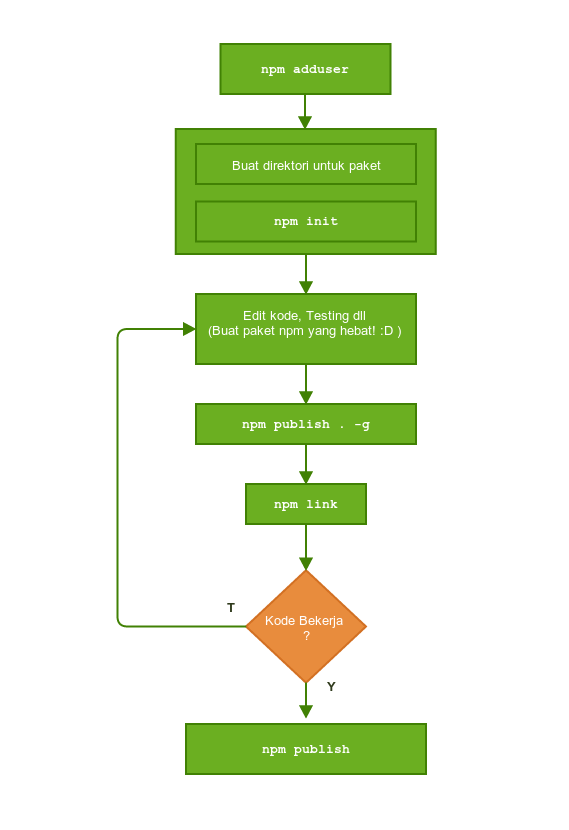 npm adduser
Buat direktori untuk paket
npm init
Edit kode, Testing dll
(Buat paket npm yang hebat! :D )
npm publish . -g
npm link
T
Kode Bekerja
?
Y
npm publish